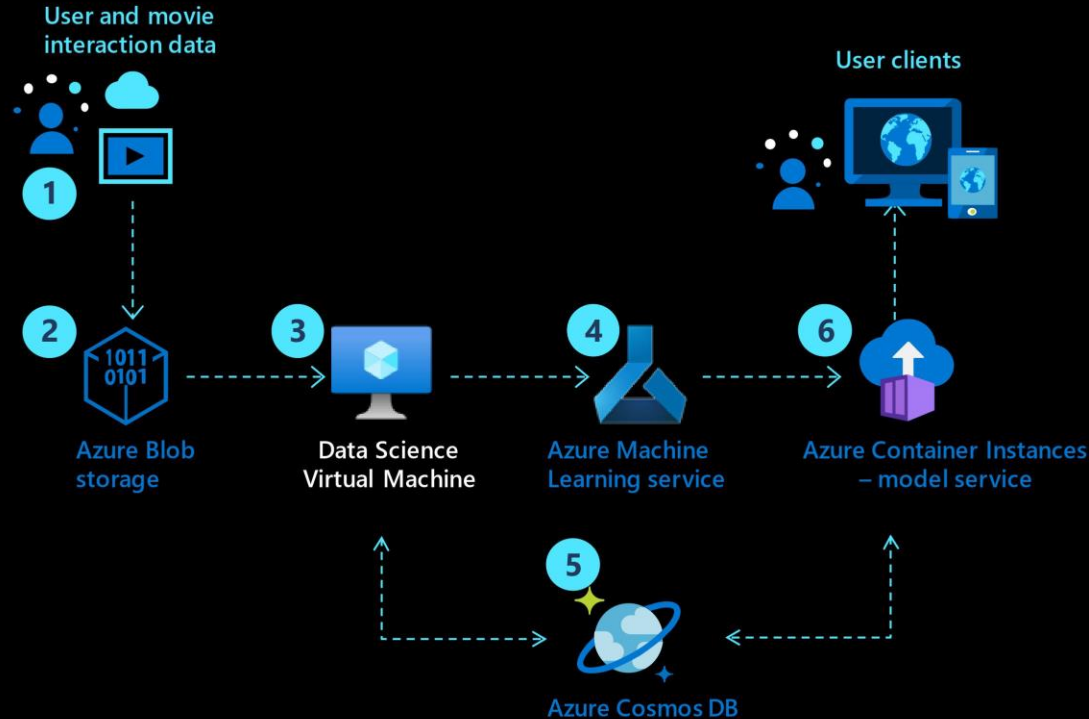 User and movie
interaction data
User clients
1
2
1011
0101
3
4
6
Azure Blob
storage
Data Science
Virtual Machine
Azure Machine
Learning service
Azure Container Instances
– model service
5
Azure Cosmos DB